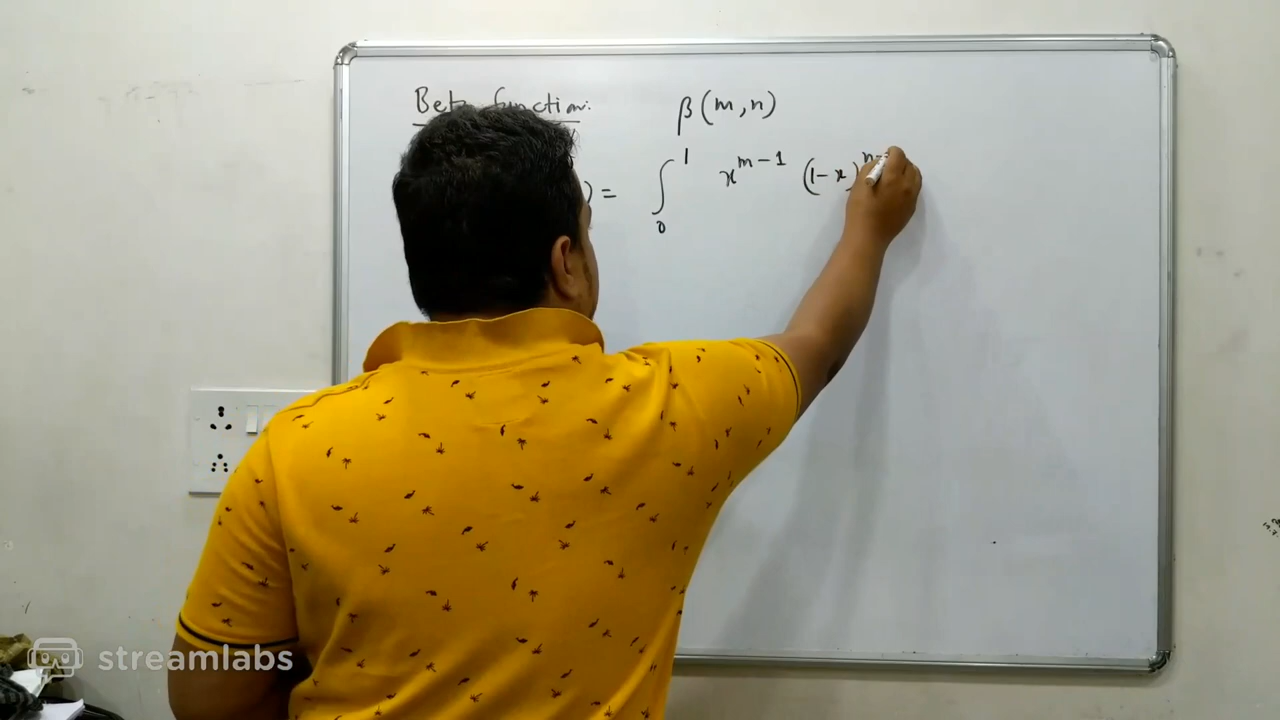 Beta function: β(m,n)
) = ∫₀¹ x^{m-1} (1-x)^{n-
streamlabs